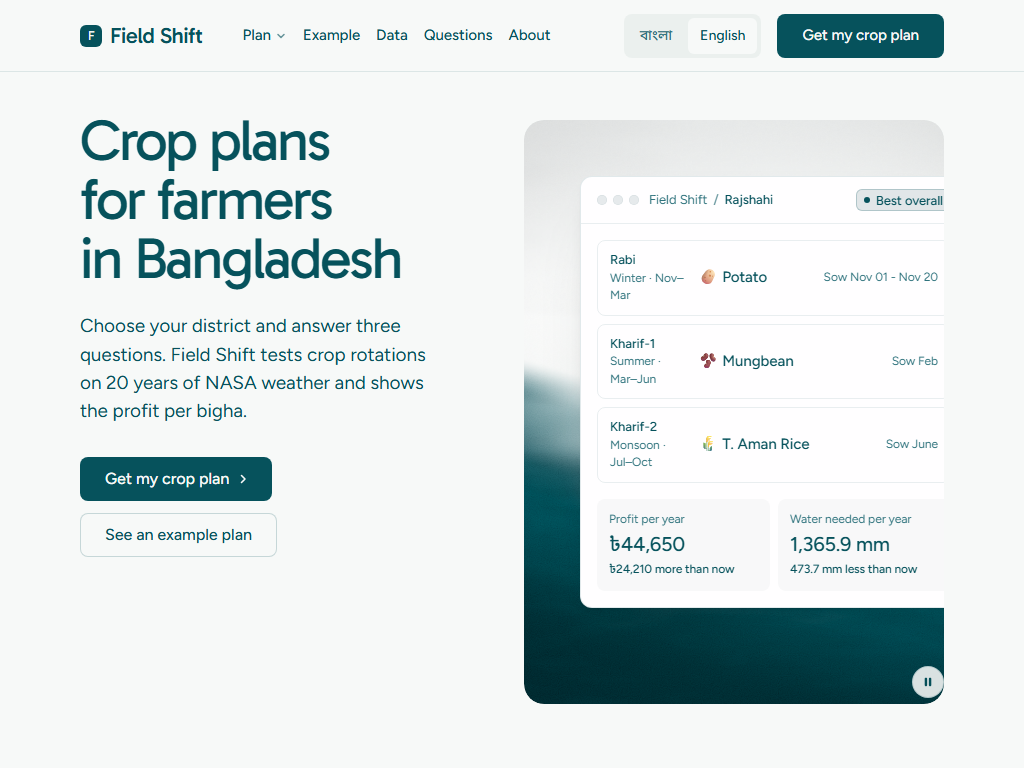 F Field Shift
Plan
Example
Data
Questions
About
বাংলা
English
Get my crop plan
Crop plans
for farmers
in Bangladesh
Choose your district and answer three
questions. Field Shift tests crop rotations
on 20 years of NASA weather and shows
the profit per bigha.
Get my crop plan
See an example plan
Field Shift / Rajshahi
Best overall
Rabi
Winter · Nov–
Mar
Potato
Sow Nov 01 - Nov 20
Kharif-1
Summer ·
Mar–Jun
Mungbean
Sow Feb
Kharif-2
Monsoon ·
Jul–Oct
T. Aman Rice
Sow June
Profit per year
৳44,650
৳24,210 more than now
Water needed per year
1,365.9 mm
473.7 mm less than now